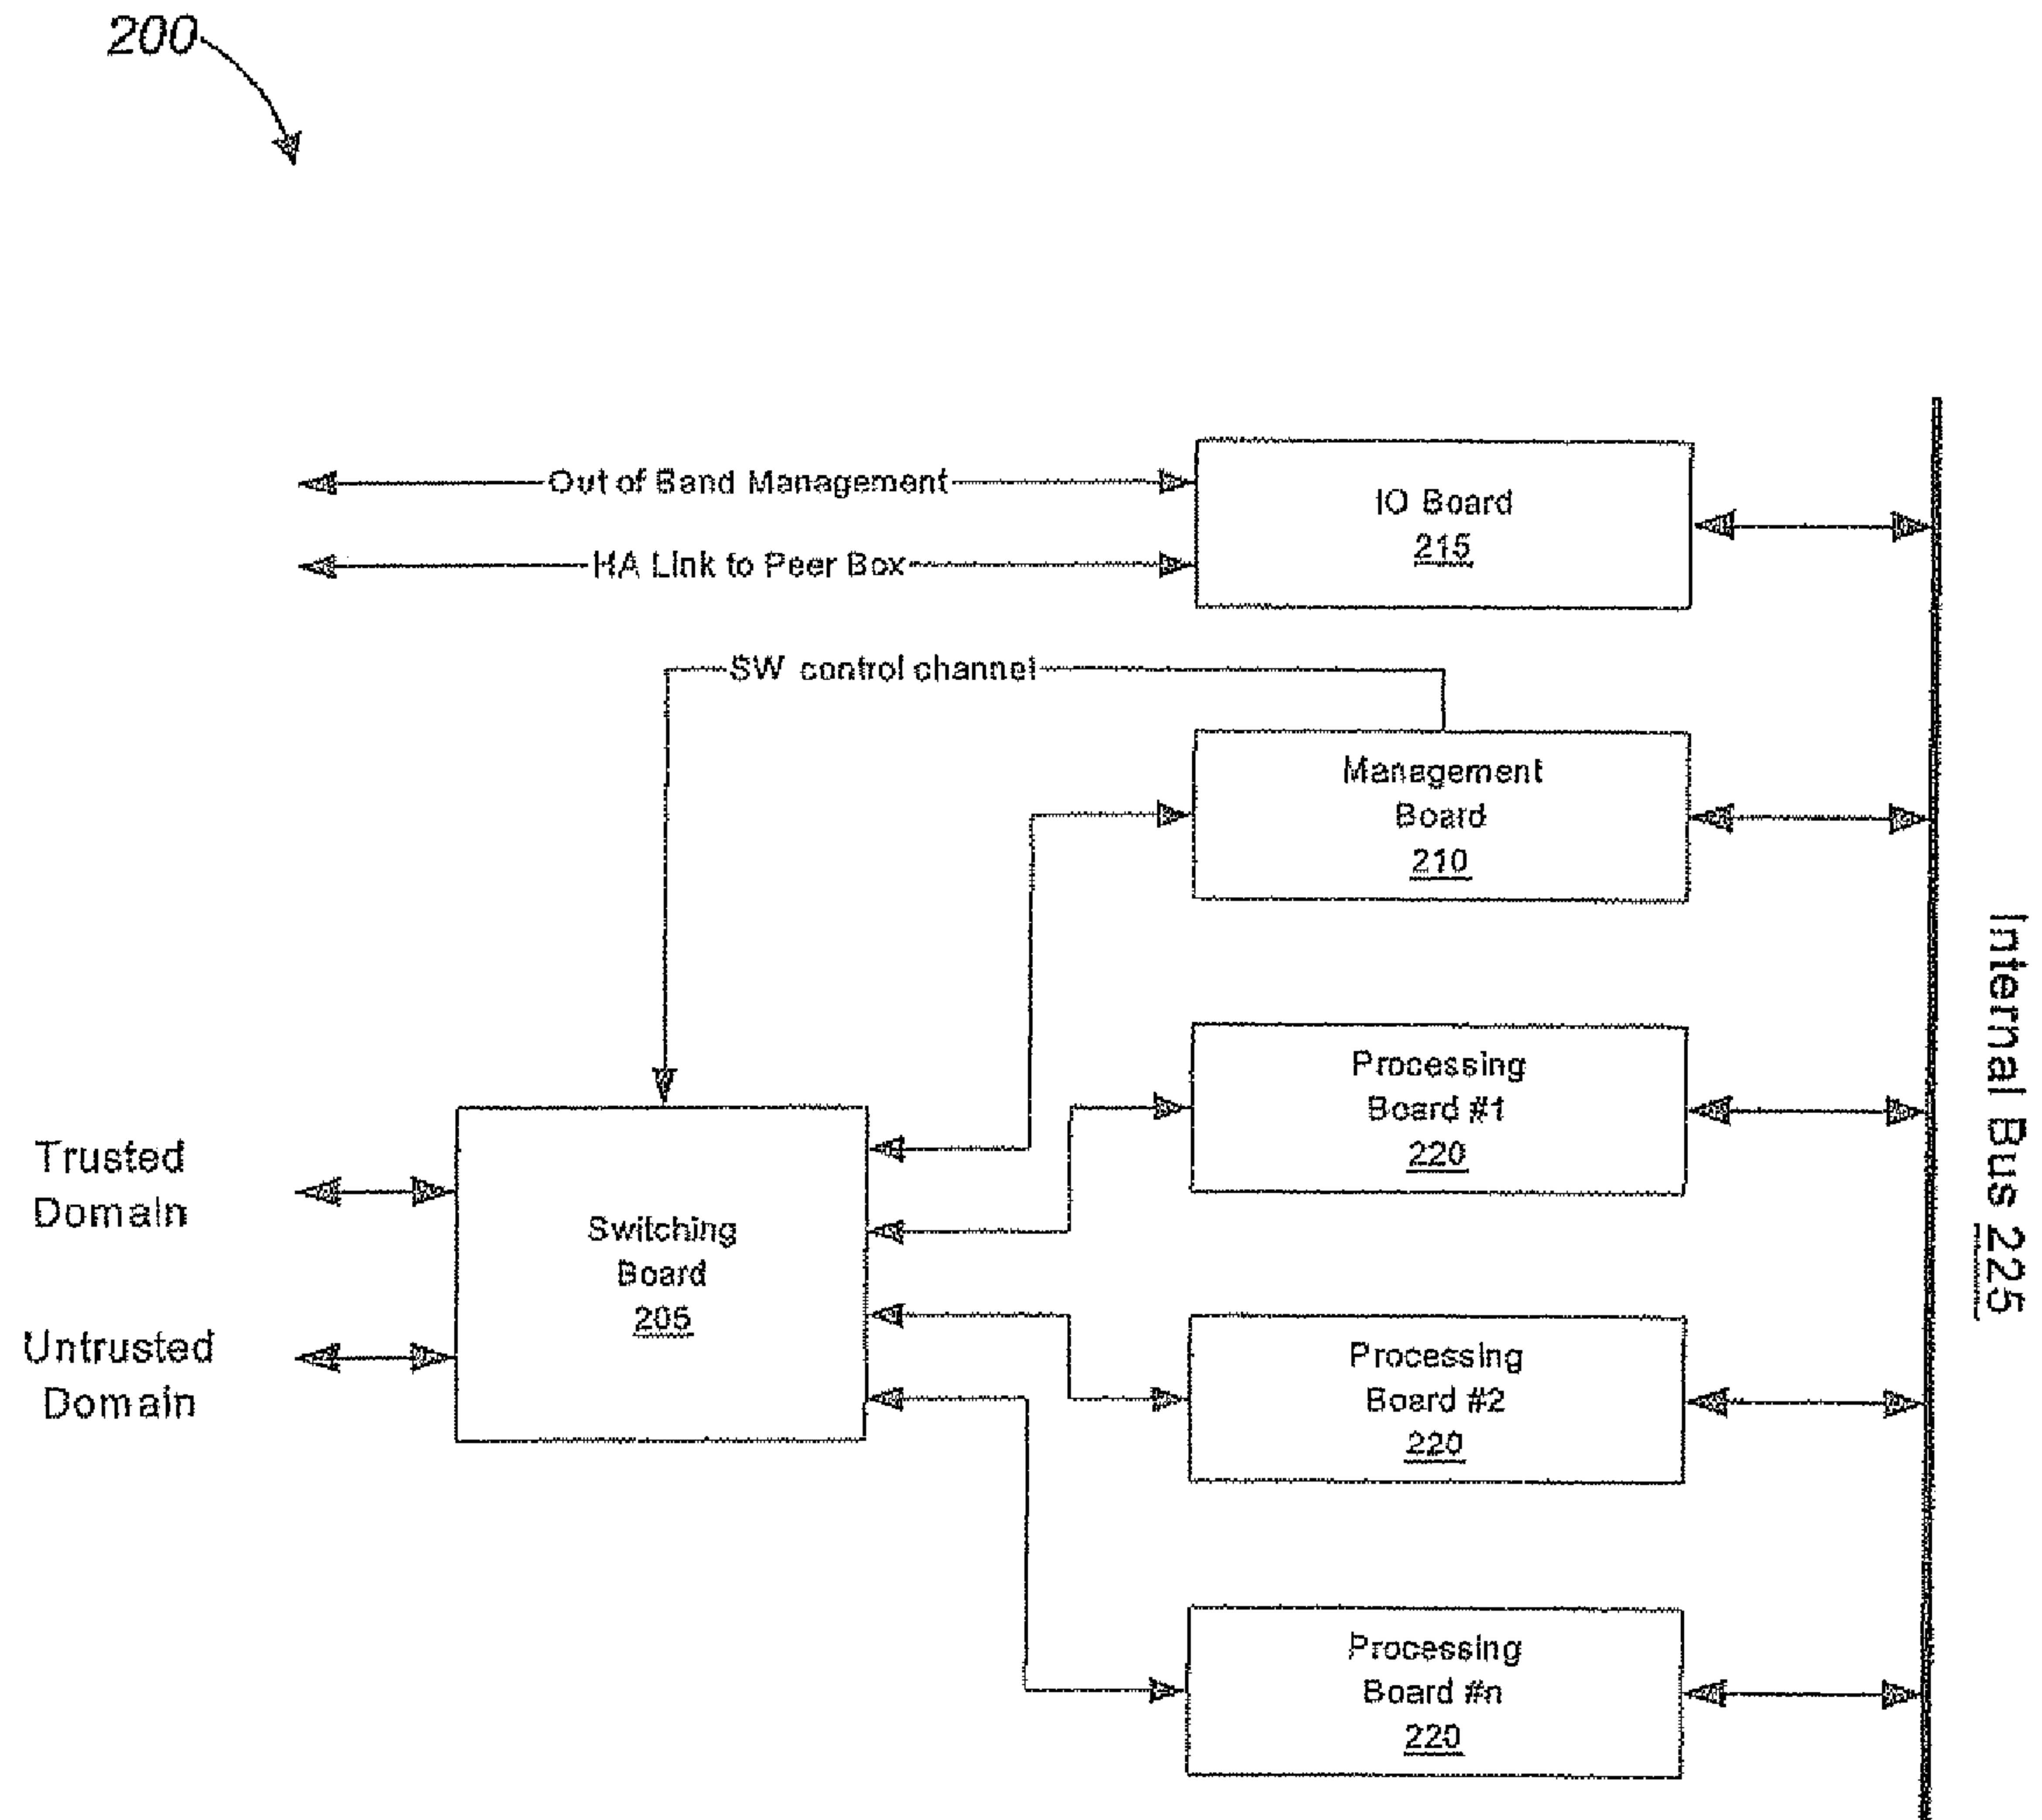 200
Out of Band Management
HA Link to Peer Box
IO Board
215
SW control channel
Management
Board
210
Processing
Board #1
220
Trusted
Domain
Switching
Board
205
Untrusted
Domain
Processing
Board #2
220
Processing
Board #n
220
Internal Bus 225